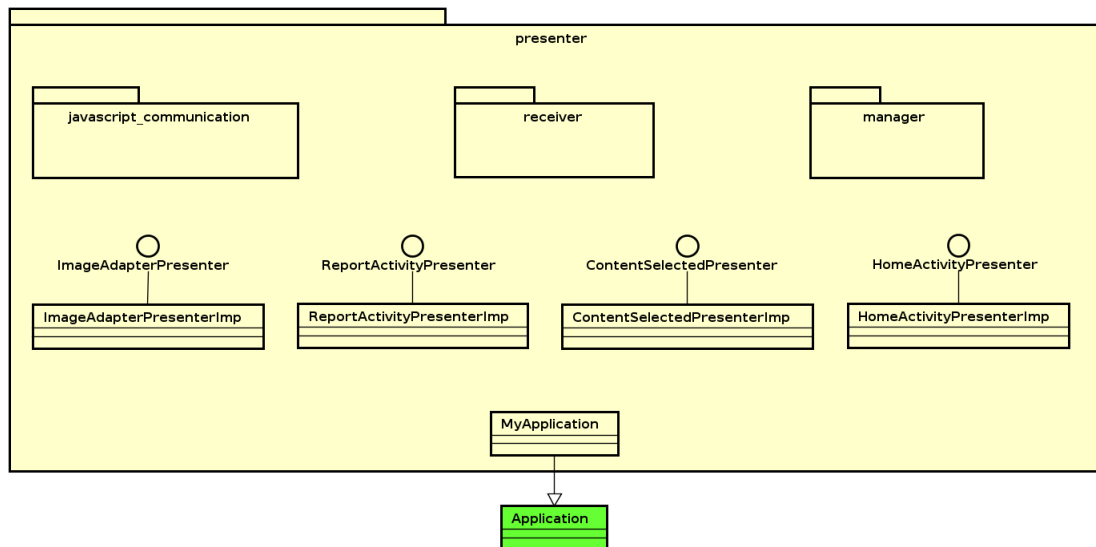 presenter
javascript_communication
receiver
manager
ImageAdapterPresenter
ReportActivityPresenter
ContentSelectedPresenter
HomeActivityPresenter
ImageAdapterPresenterImp
ReportActivityPresenterImp
ContentSelectedPresenterImp
HomeActivityPresenterImp
MyApplication
Application